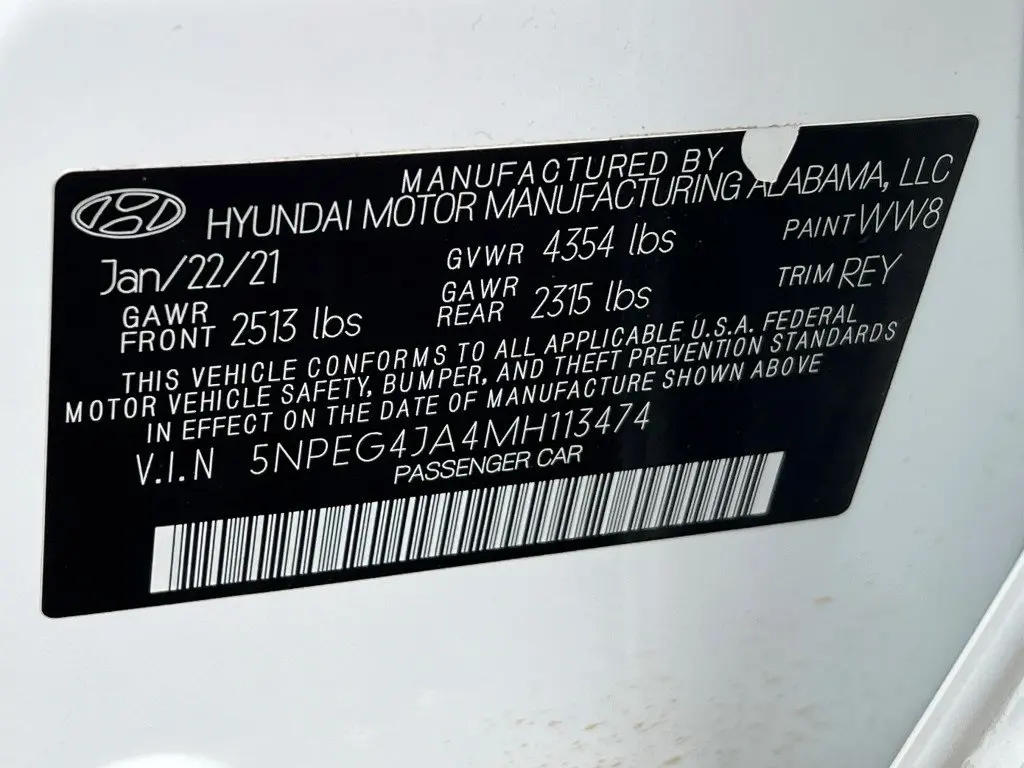 MANUFACTURED BY
HYUNDAI MOTOR MANUFACTURING ALABAMA, LLC
Jan/22/21 GVWR 4354 lbs PAINT WW8
GAWR FRONT 2513 lbs GAWR REAR 2315 lbs TRIM REY
THIS VEHICLE CONFORMS TO ALL APPLICABLE U.S.A. FEDERAL
MOTOR VEHICLE SAFETY, BUMPER, AND THEFT PREVENTION STANDARDS
IN EFFECT ON THE DATE OF MANUFACTURE SHOWN ABOVE
V.I.N 5NPEG4JA4MH113474
PASSENGER CAR